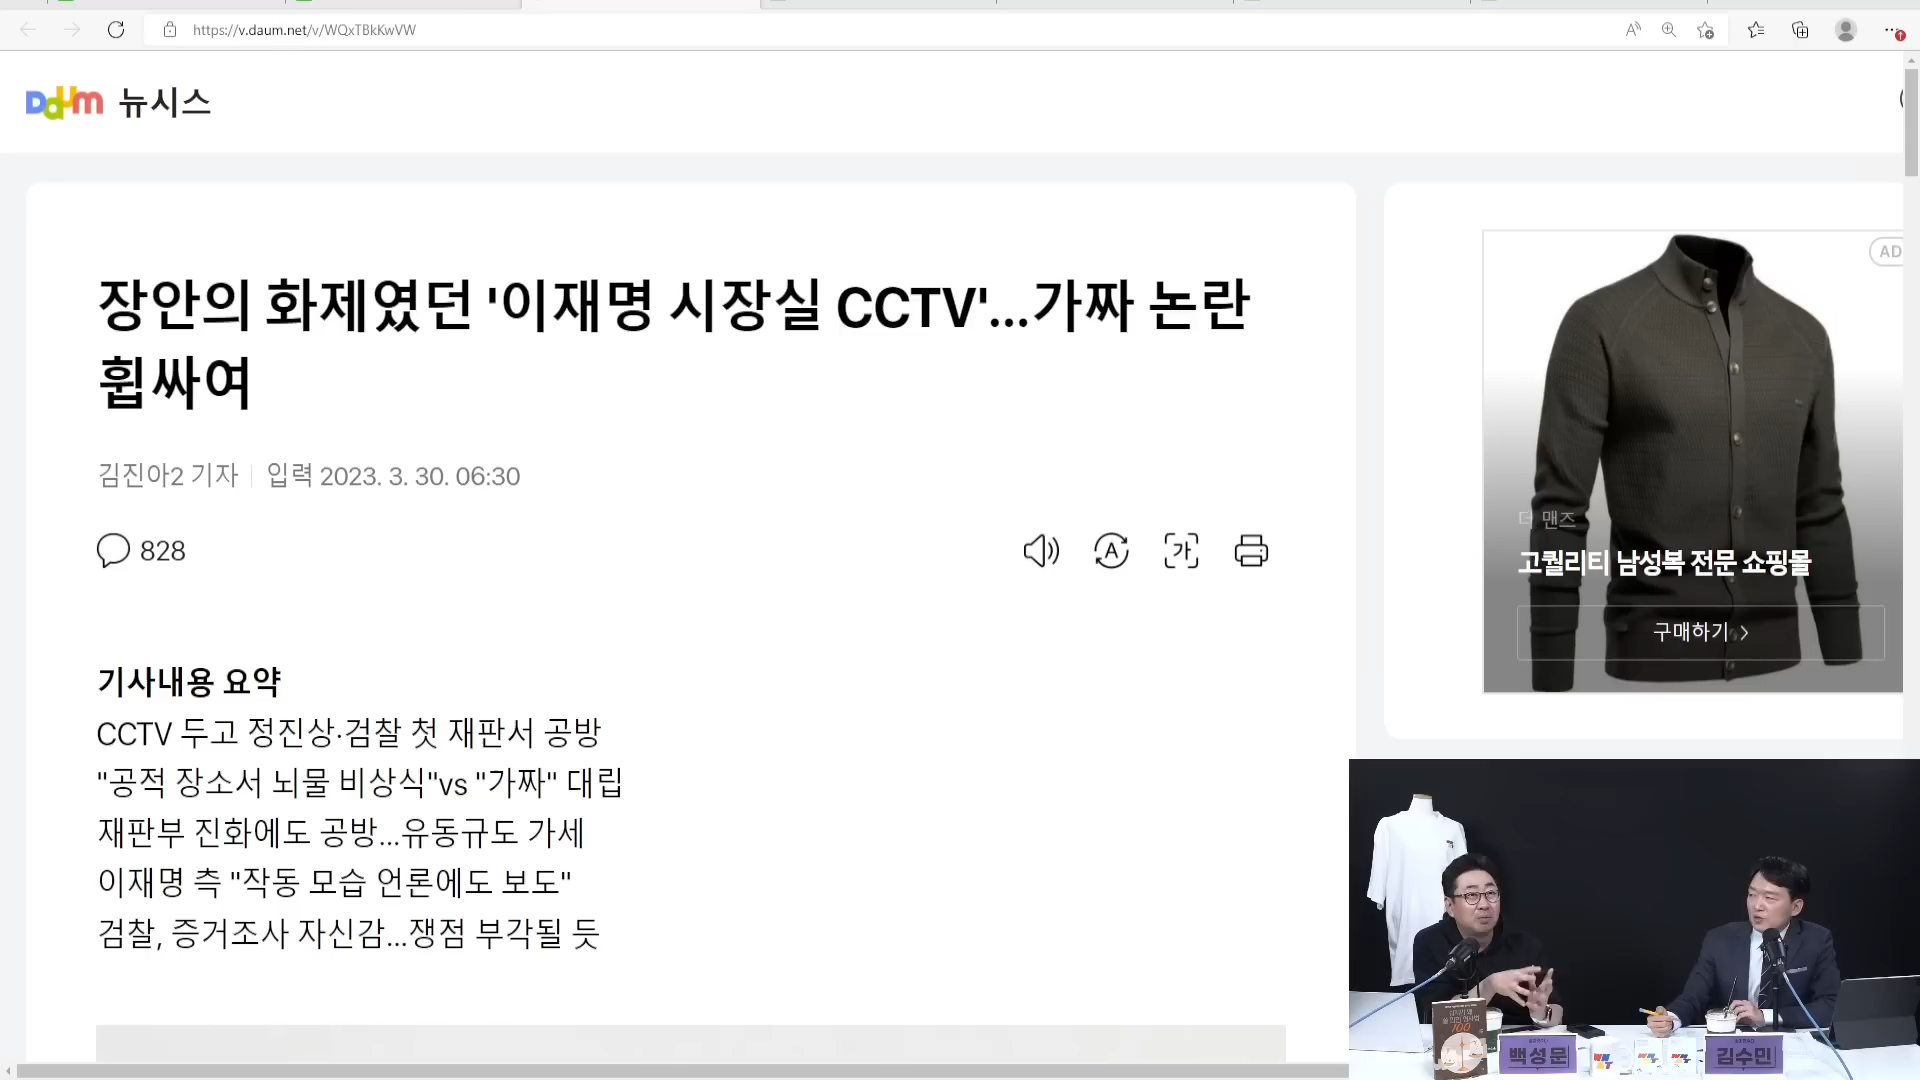 https://v.daum.net/v/WQxTBkKwVW
Daum 뉴시스
장안의 화제였던 '이재명 시장실 CCTV'...가짜 논란
휩싸여
김진아2 기자 입력 2023. 3. 30. 06:30
828
가
기사내용 요약
CCTV 두고 정진상·검찰 첫 재판서 공방
"공적 장소서 뇌물 비상식"vs "가짜" 대립
재판부 진화에도 공방...유동규도 가세
이재명 측 "작동 모습 언론에도 보도"
검찰, 증거조사 자신감...쟁점 부각될 듯
AD
더 맨즈
고퀄리티 남성복 전문 쇼핑몰
구매하기
100
백성문
김수민